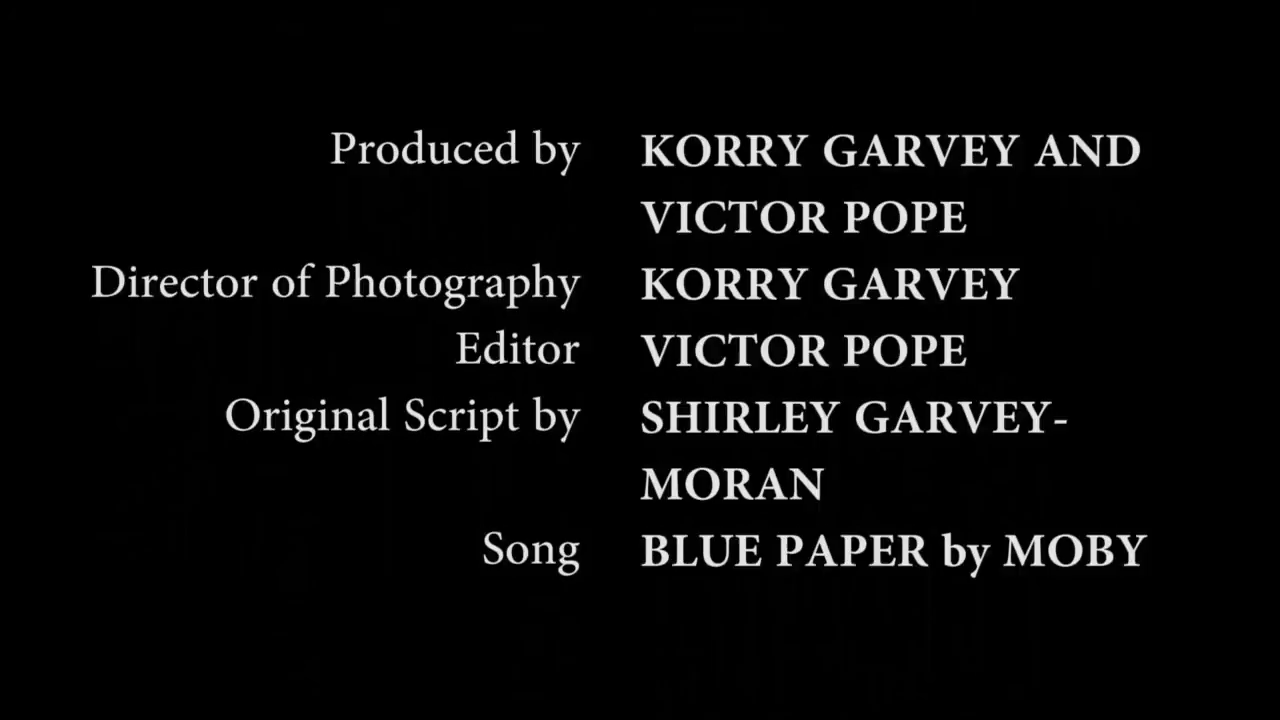 Produced by KORRY GARVEY AND
VICTOR POPE
Director of Photography KORRY GARVEY
Editor VICTOR POPE
Original Script by SHIRLEY GARVEY-
MORAN
Song BLUE PAPER by MOBY